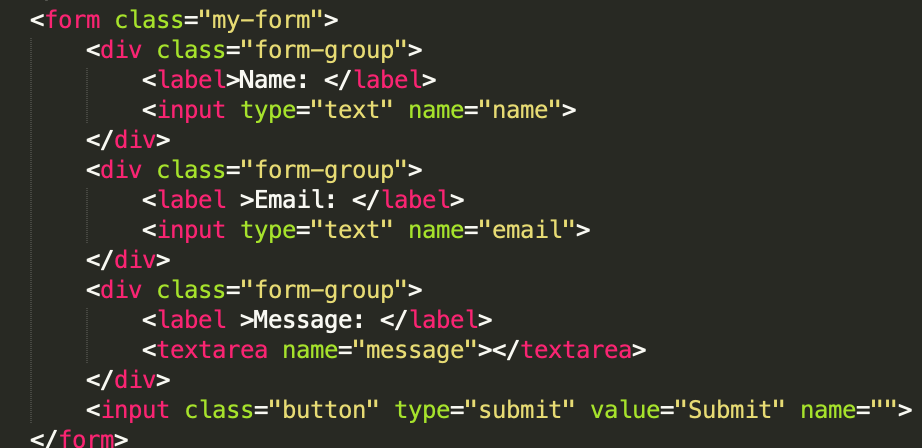 <form class="my-form">
<div class="form-group">
<label>Name: </label>
<input type="text" name="name">
</div>
<div class="form-group">
<label >Email: </label>
<input type="text" name="email">
</div>
<div class="form-group">
<label >Message: </label>
<textarea name="message"></textarea>
</div>
<input class="button" type="submit" value="Submit" name="">
</form>